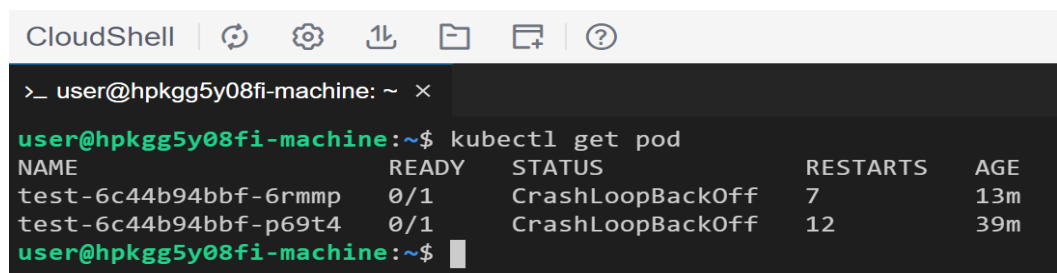 CloudShell
>_ user@hpkgg5y08fi-machine: ~ ×
user@hpkgg5y08fi-machine:~$ kubectl get pod
NAME READY STATUS RESTARTS AGE
test-6c44b94bbf-6rmmp 0/1 CrashLoopBackOff 7 13m
test-6c44b94bbf-p69t4 0/1 CrashLoopBackOff 12 39m
user@hpkgg5y08fi-machine:~$